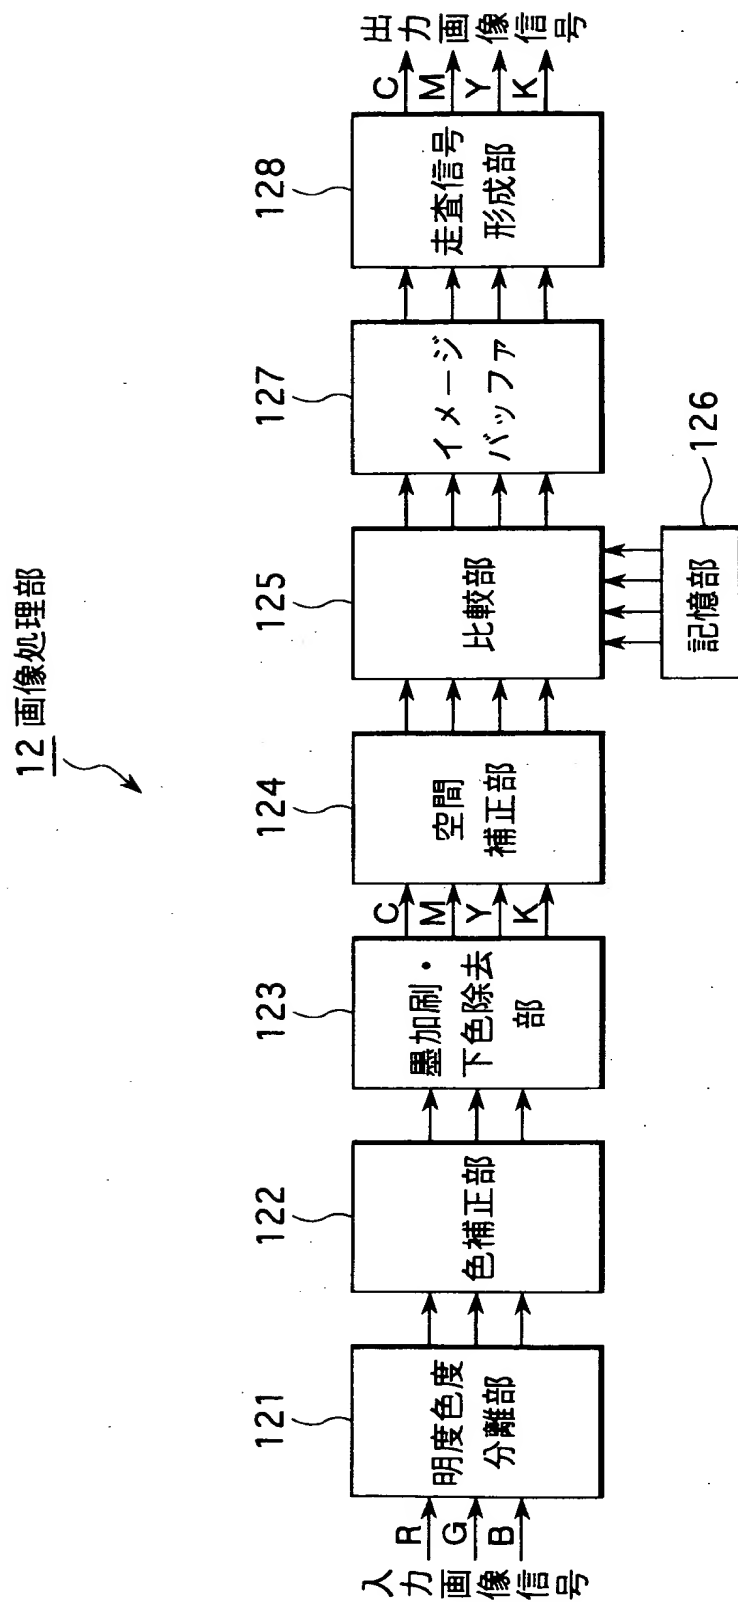 12 画像処理部
入力画像信号
R
G
B
121
明度色度
分離部
122
色補正部
123
墨加刷・
下色除去
部
C
M
Y
K
124
空間
補正部
125
比較部
126
記憶部
127
イメージ
バッファ
128
走査信号
形成部
C
M
Y
K
出力画像信号